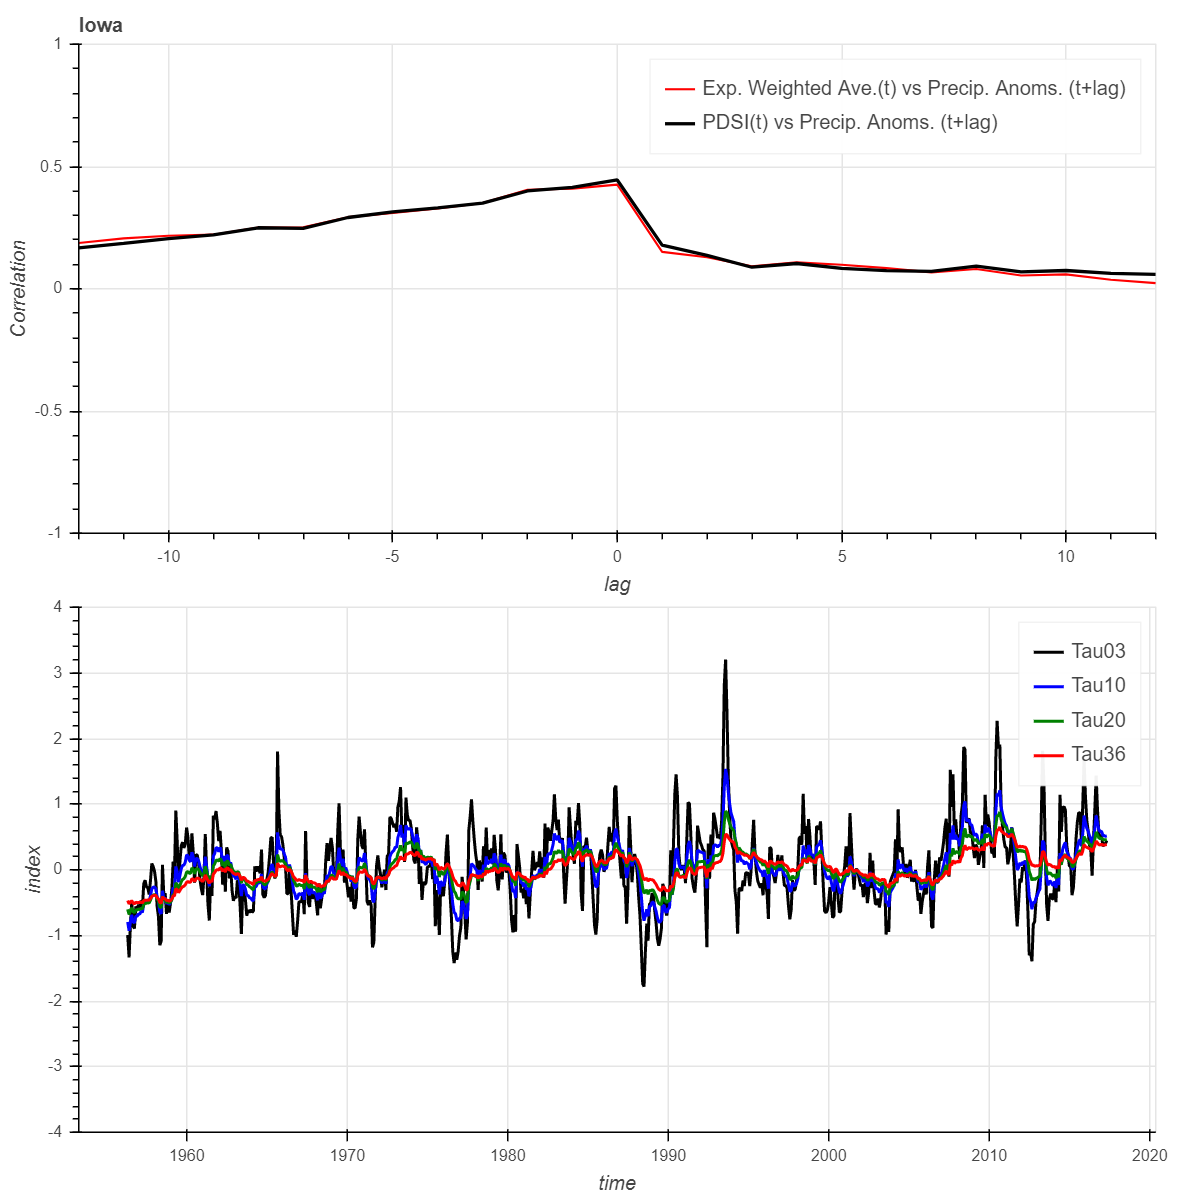 Iowa
1
0.5
0
-0.5
-1
Correlation
Exp. Weighted Ave.(t) vs Precip. Anoms. (t+lag)
PDSI(t) vs Precip. Anoms. (t+lag)
-10
-5
0
5
10
lag
4
3
2
1
0
-1
-2
-3
-4
index
Tau03
Tau10
Tau20
Tau36
1960
1970
1980
1990
2000
2010
2020
time